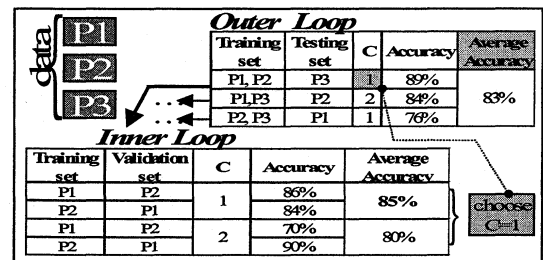 Outer Loop
data
P1
P2
P3
Training set Testing set C Accuracy Average Accuracy
P1, P2 P3 1 89% 83%
P1,P3 P2 2 84%
P2, P3 P1 1 76%
Inner Loop
Training set Validation set C Accuracy Average Accuracy
P1 P2 1 86% 85%
P2 P1 84%
P1 P2 2 70% 80%
P2 P1 90%
choose
C=1